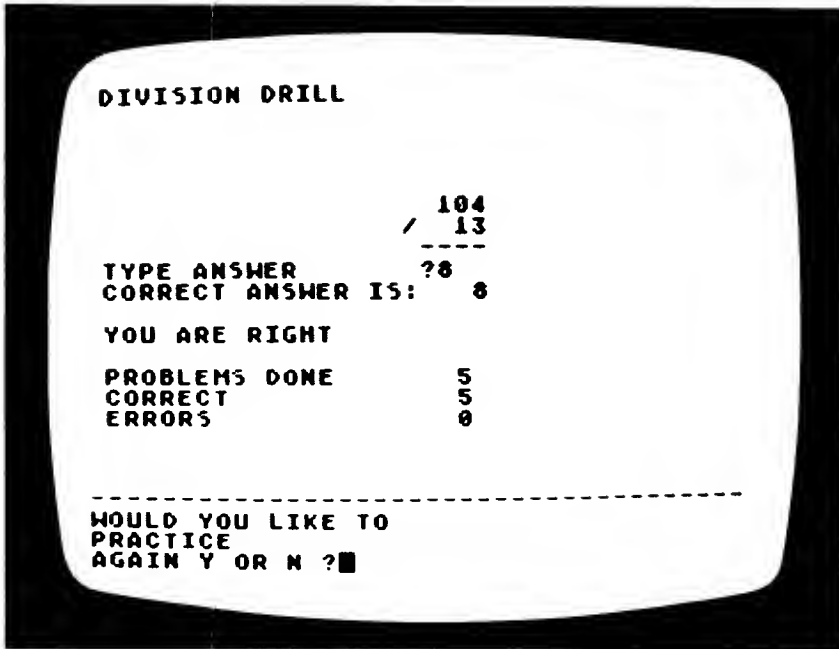 DIVISION DRILL
104
/ 13
----
TYPE ANSWER ?8
CORRECT ANSWER IS: 8
YOU ARE RIGHT
PROBLEMS DONE 5
CORRECT 5
ERRORS 0
------------------------------------
WOULD YOU LIKE TO
PRACTICE
AGAIN Y OR N ?